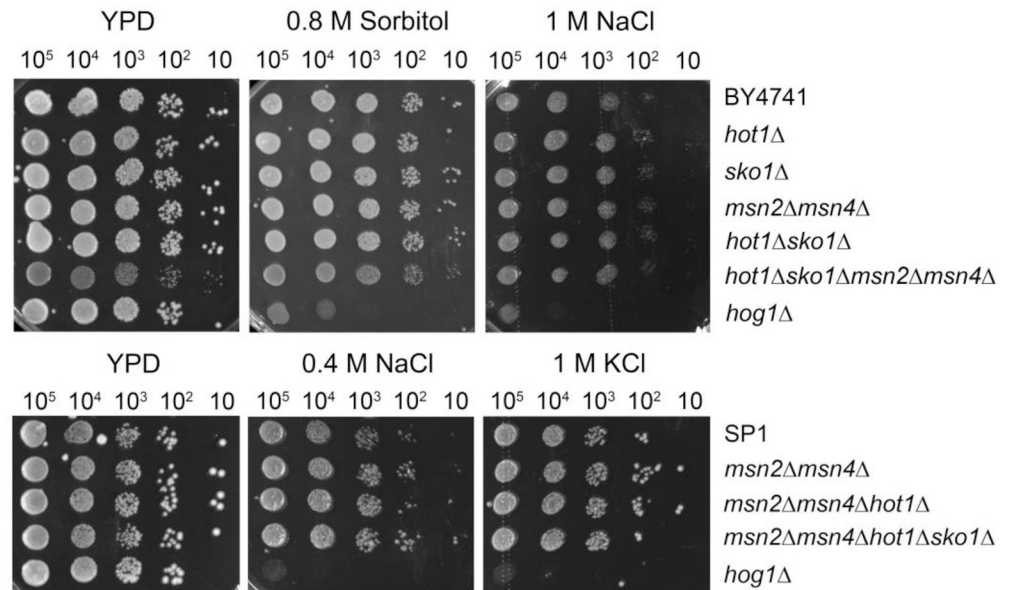 YPD 0.8 M Sorbitol 1 M NaCl
10⁵ 10⁴ 10³ 10² 10 10⁵ 10⁴ 10³ 10² 10 10⁵ 10⁴ 10³ 10² 10
BY4741
hot1Δ
sko1Δ
msn2Δmsn4Δ
hot1Δsko1Δ
hot1Δsko1Δmsn2Δmsn4Δ
hog1Δ
YPD 0.4 M NaCl 1 M KCl
10⁵ 10⁴ 10³ 10² 10 10⁵ 10⁴ 10³ 10² 10 10⁵ 10⁴ 10³ 10² 10
SP1
msn2Δmsn4Δ
msn2Δmsn4Δhot1Δ
msn2Δmsn4Δhot1Δsko1Δ
hog1Δ